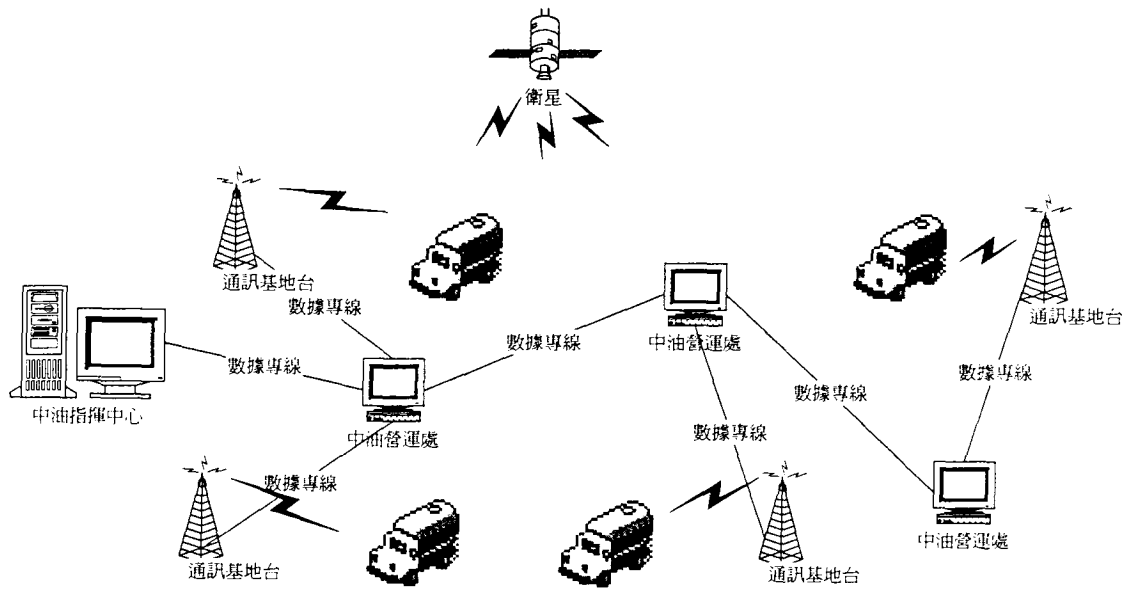 衛星
通訊基地台
數據專線
通訊基地台
數據專線
中油營運處
數據專線
數據專線
中油指揮中心
數據專線
中油營運處
數據專線
數據專線
中油營運處
通訊基地台
通訊基地台